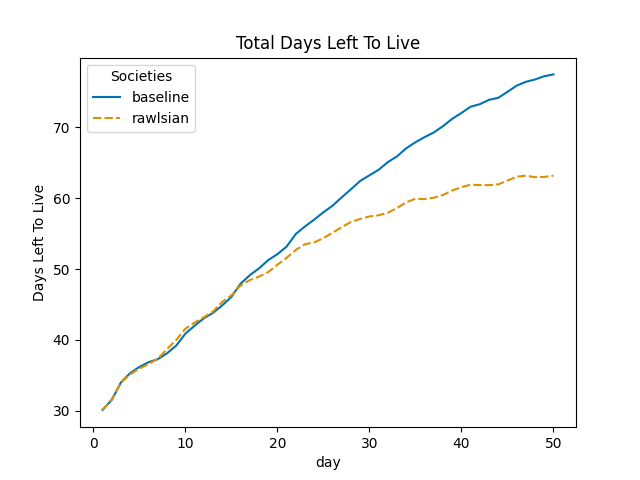 Total Days Left To Live
Societies
baseline
rawlsian
Days Left To Live
70
60
50
40
30
0 10 20 30 40 50
day